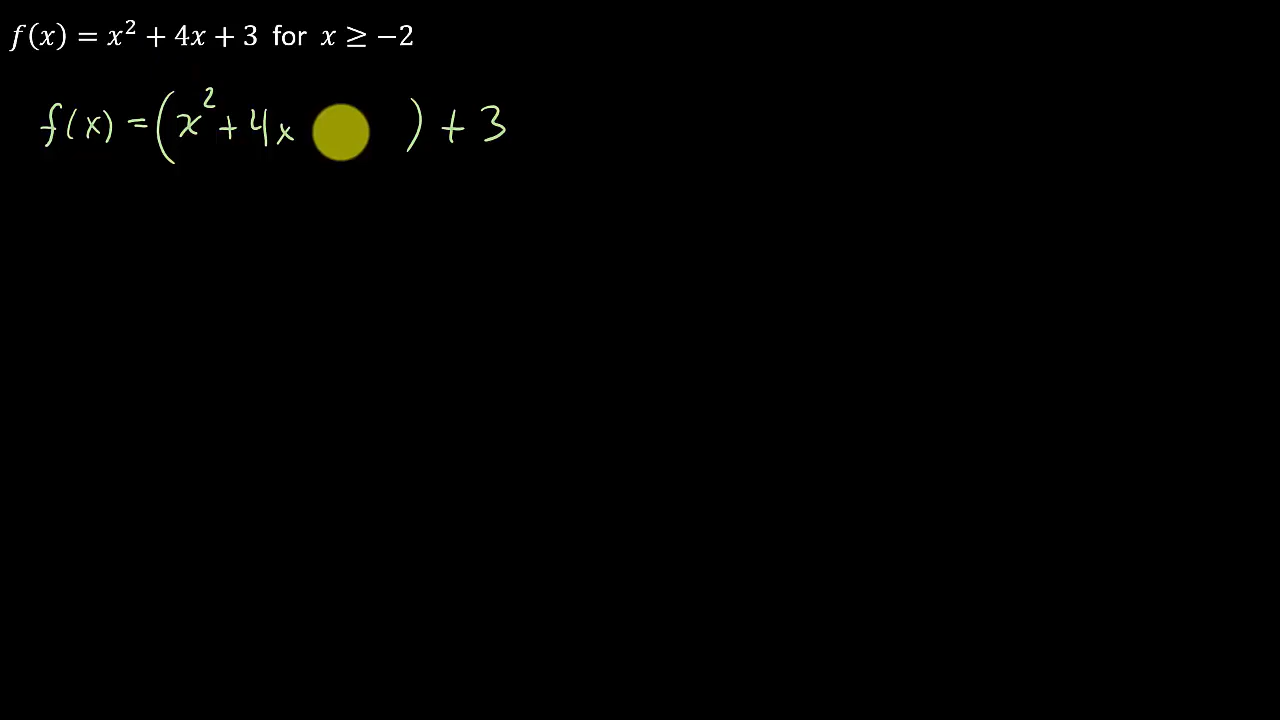 f(x) = x² + 4x + 3 for x ≥ −2
f(x) = (x² + 4x ) + 3